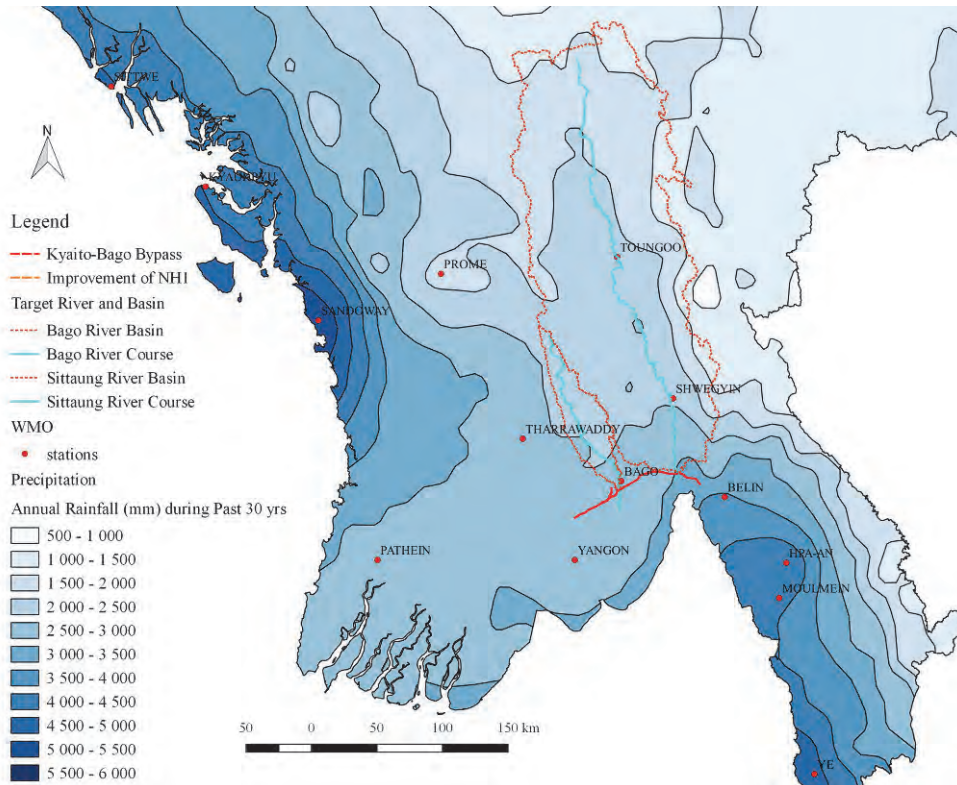 SITTWE
N
KYAUKPYU
Legend
Kyaito-Bago Bypass
Improvement of NH1
Target River and Basin
Bago River Basin
Bago River Course
Sittaung River Basin
Sittaung River Course
WMO
stations
Precipitation
Annual Rainfall (mm) during Past 30 yrs
500 - 1 000
1 000 - 1 500
1 500 - 2 000
2 000 - 2 500
2 500 - 3 000
3 000 - 3 500
3 500 - 4 000
4 000 - 4 500
4 500 - 5 000
5 000 - 5 500
5 500 - 6 000
TOUNGOO
PROME
SANDOWAY
SHWEGYIN
THARRAWADDY
BAGO
BELIN
PATHEIN
YANGON
HPA-AN
MOULMEIN
YE
50 0 50 100 150 km